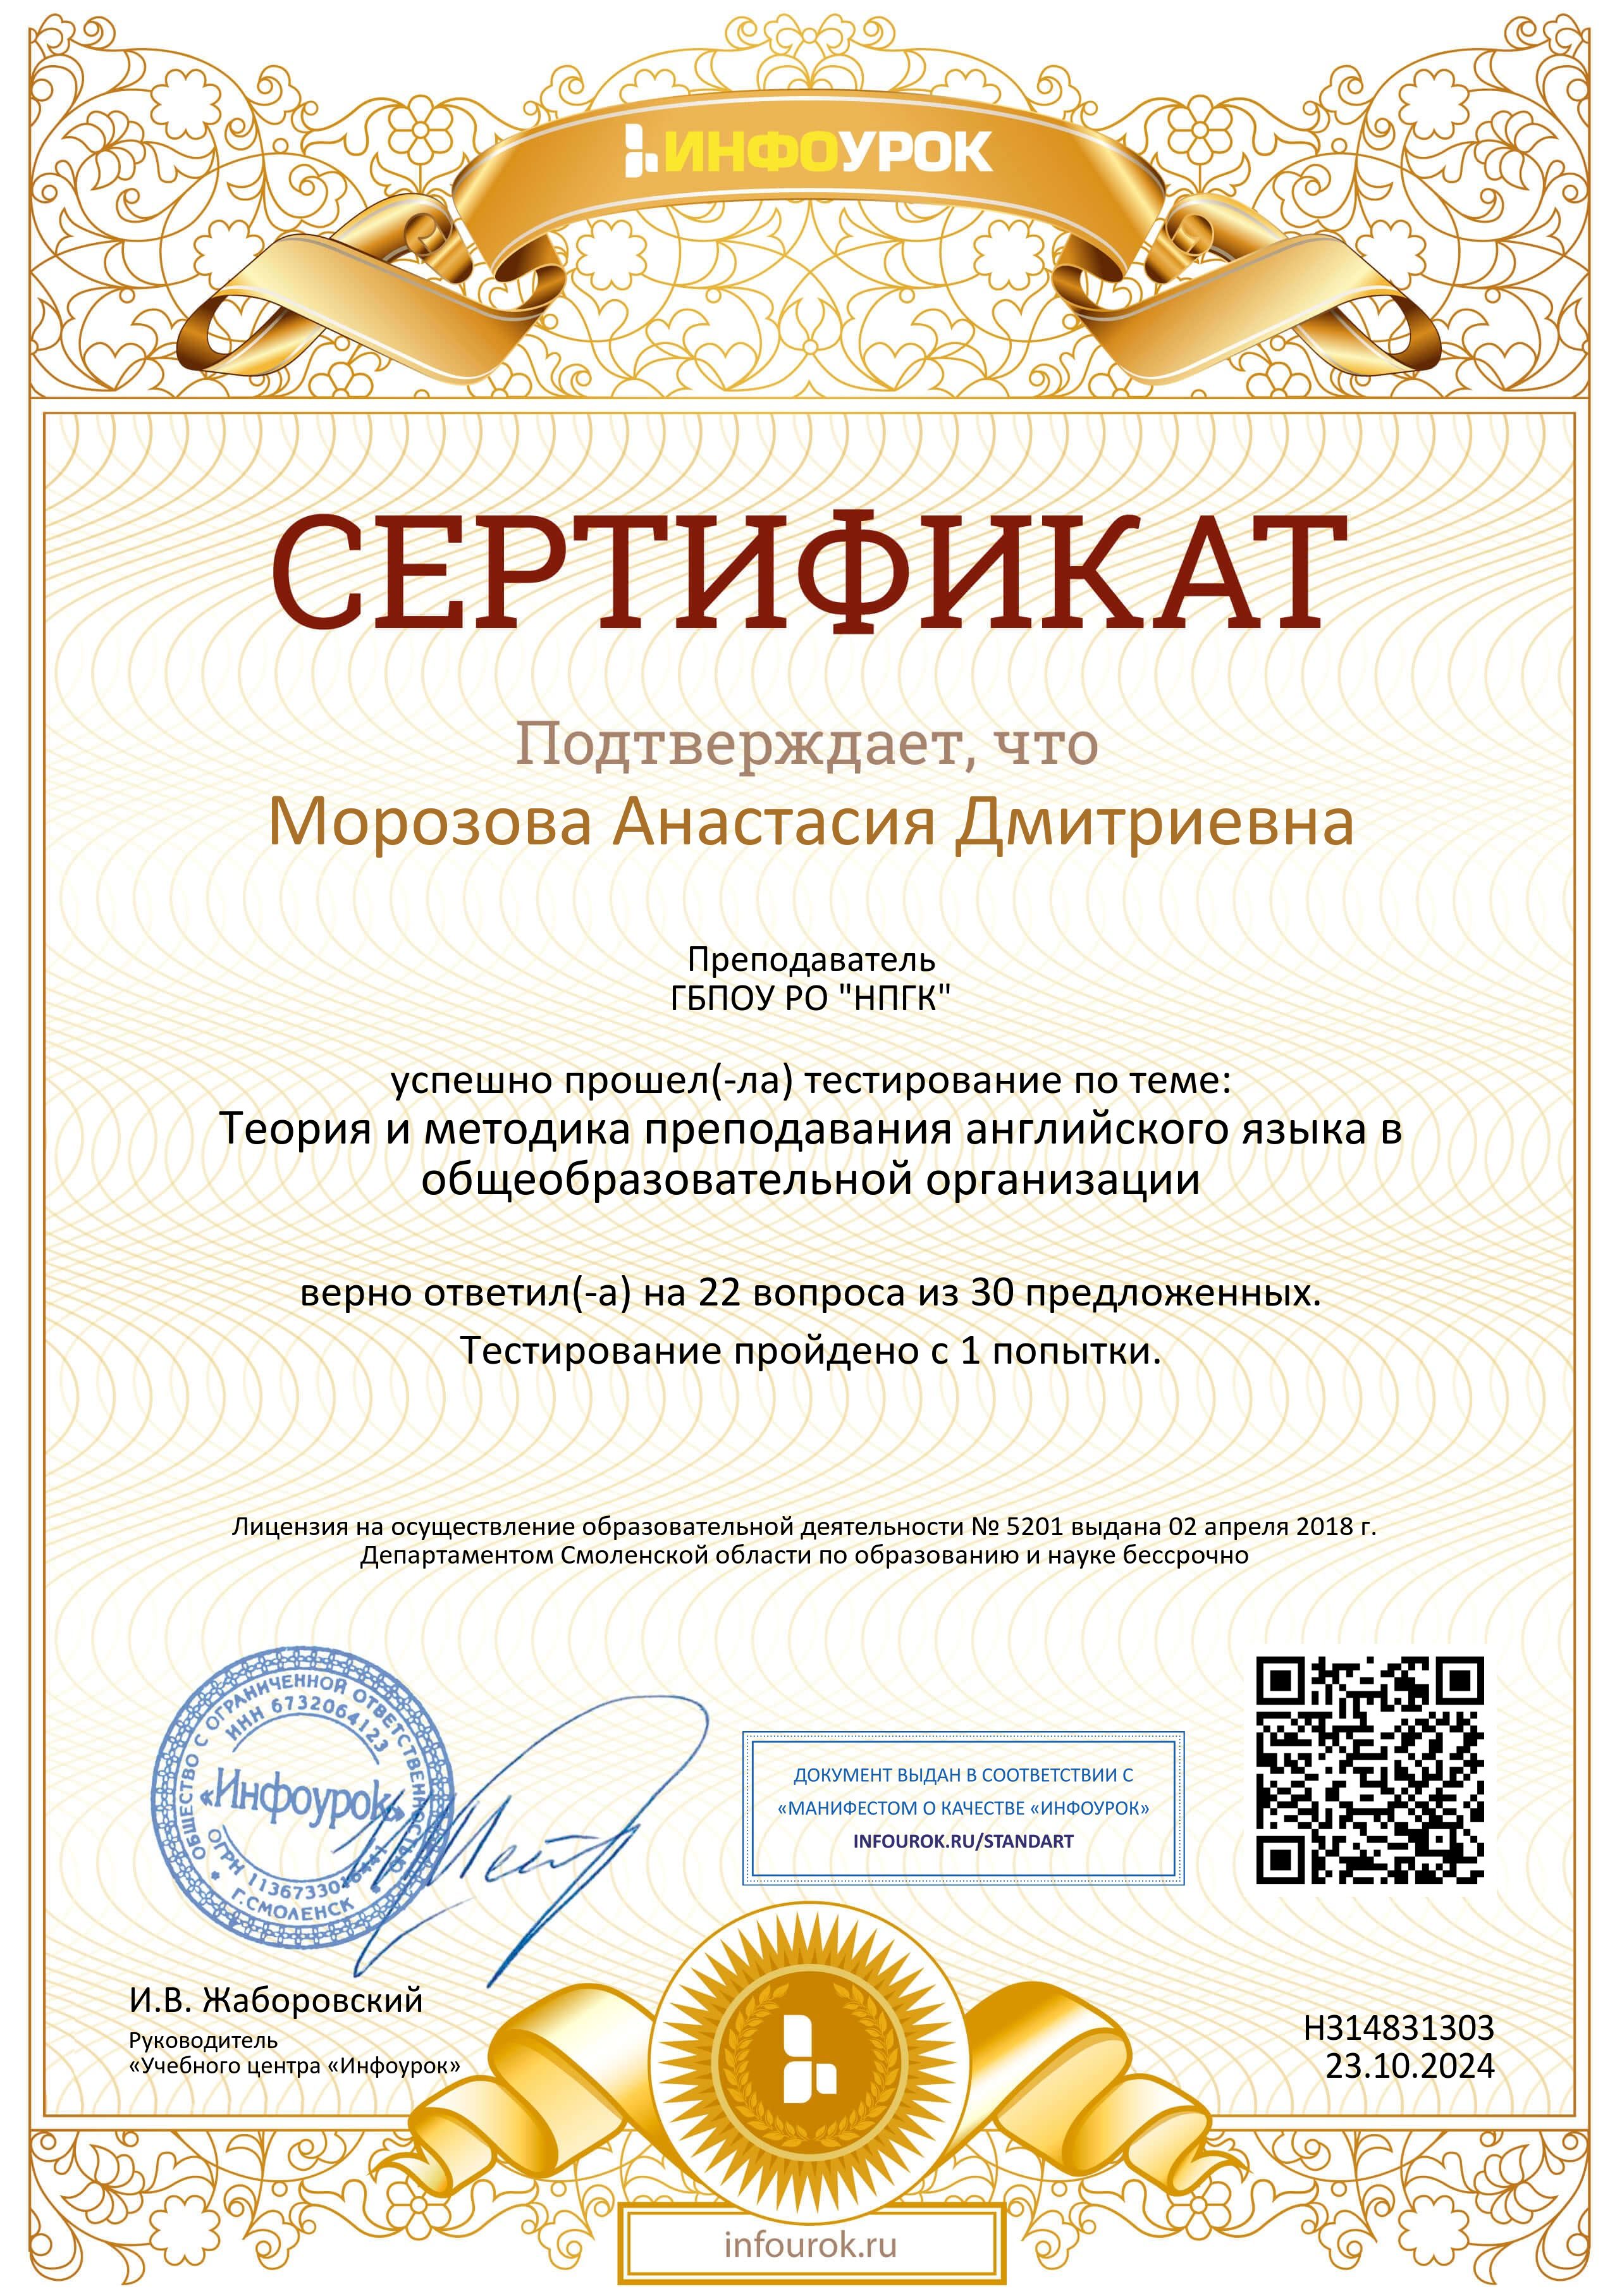 ИНФОУРОК
СЕРТИФИКАТ
Подтверждает, что
Морозова Анастасия Дмитриевна
Преподаватель
ГБПОУ РО "НПГК"
успешно прошел(-ла) тестирование по теме:
Теория и методика преподавания английского языка в
общеобразовательной организации
верно ответил(-а) на 22 вопроса из 30 предложенных.
Тестирование пройдено с 1 попытки.
Лицензия на осуществление образовательной деятельности № 5201 выдана 02 апреля 2018 г.
Департаментом Смоленской области по образованию и науке бессрочно
ОБЩЕСТВО С ОГРАНИЧЕННОЙ ОТВЕТСТВЕННОСТЬЮ
ИНН 6732064123
«Инфоурок»
ОГРН
Г.СМОЛЕНСК
ДОКУМЕНТ ВЫДАН В СООТВЕТСТВИИ С
«МАНИФЕСТОМ О КАЧЕСТВЕ «ИНФОУРОК»
INFOUROK.RU/STANDART
И.В. Жаборовский
Руководитель
«Учебного центра «Инфоурок»
Н314831303
23.10.2024
infourok.ru